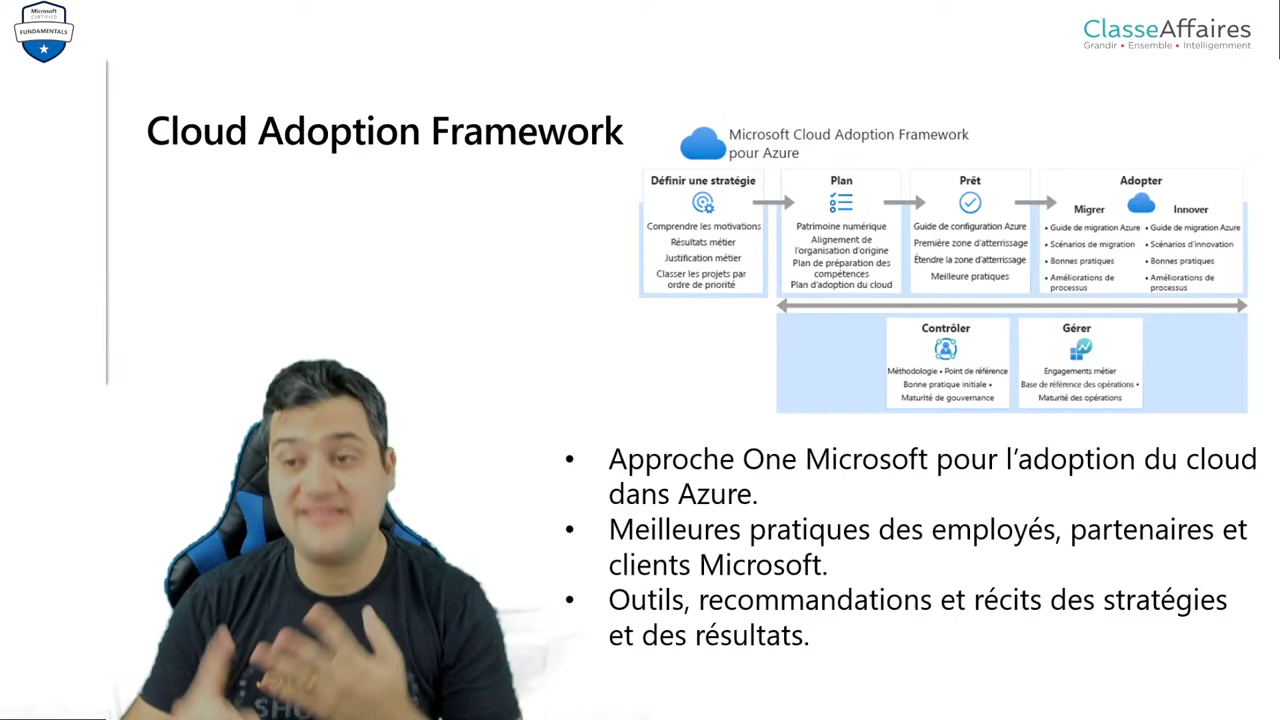 Microsoft
CERTIFIED
FUNDAMENTALS
ClasseAffaires
Grandir • Ensemble • Intelligemment
Cloud Adoption Framework
Microsoft Cloud Adoption Framework
pour Azure
Définir une stratégie
Comprendre les motivations
Résultats métier
Justification métier
Classer les projets par
ordre de priorité
Plan
Patrimoine numérique
Alignement de
l'organisation d'origine
Plan de préparation des
compétences
Plan d'adoption du cloud
Prêt
Guide de configuration Azure
Première zone d'atterrissage
Étendre la zone d'atterrissage
Meilleure pratiques
Adopter
Migrer
• Guide de migration Azure
• Scénarios de migration
• Bonnes pratiques
• Améliorations de
processus
Innover
• Guide de migration Azure
• Scénarios d'innovation
• Bonnes pratiques
• Améliorations de
processus
Contrôler
Méthodologie • Point de référence
Bonne pratique initiale •
Maturité de gouvernance
Gérer
Engagements métier
Base de référence des opérations •
Maturité des opérations
• Approche One Microsoft pour l'adoption du cloud
dans Azure.
• Meilleures pratiques des employés, partenaires et
clients Microsoft.
• Outils, recommandations et récits des stratégies
et des résultats.